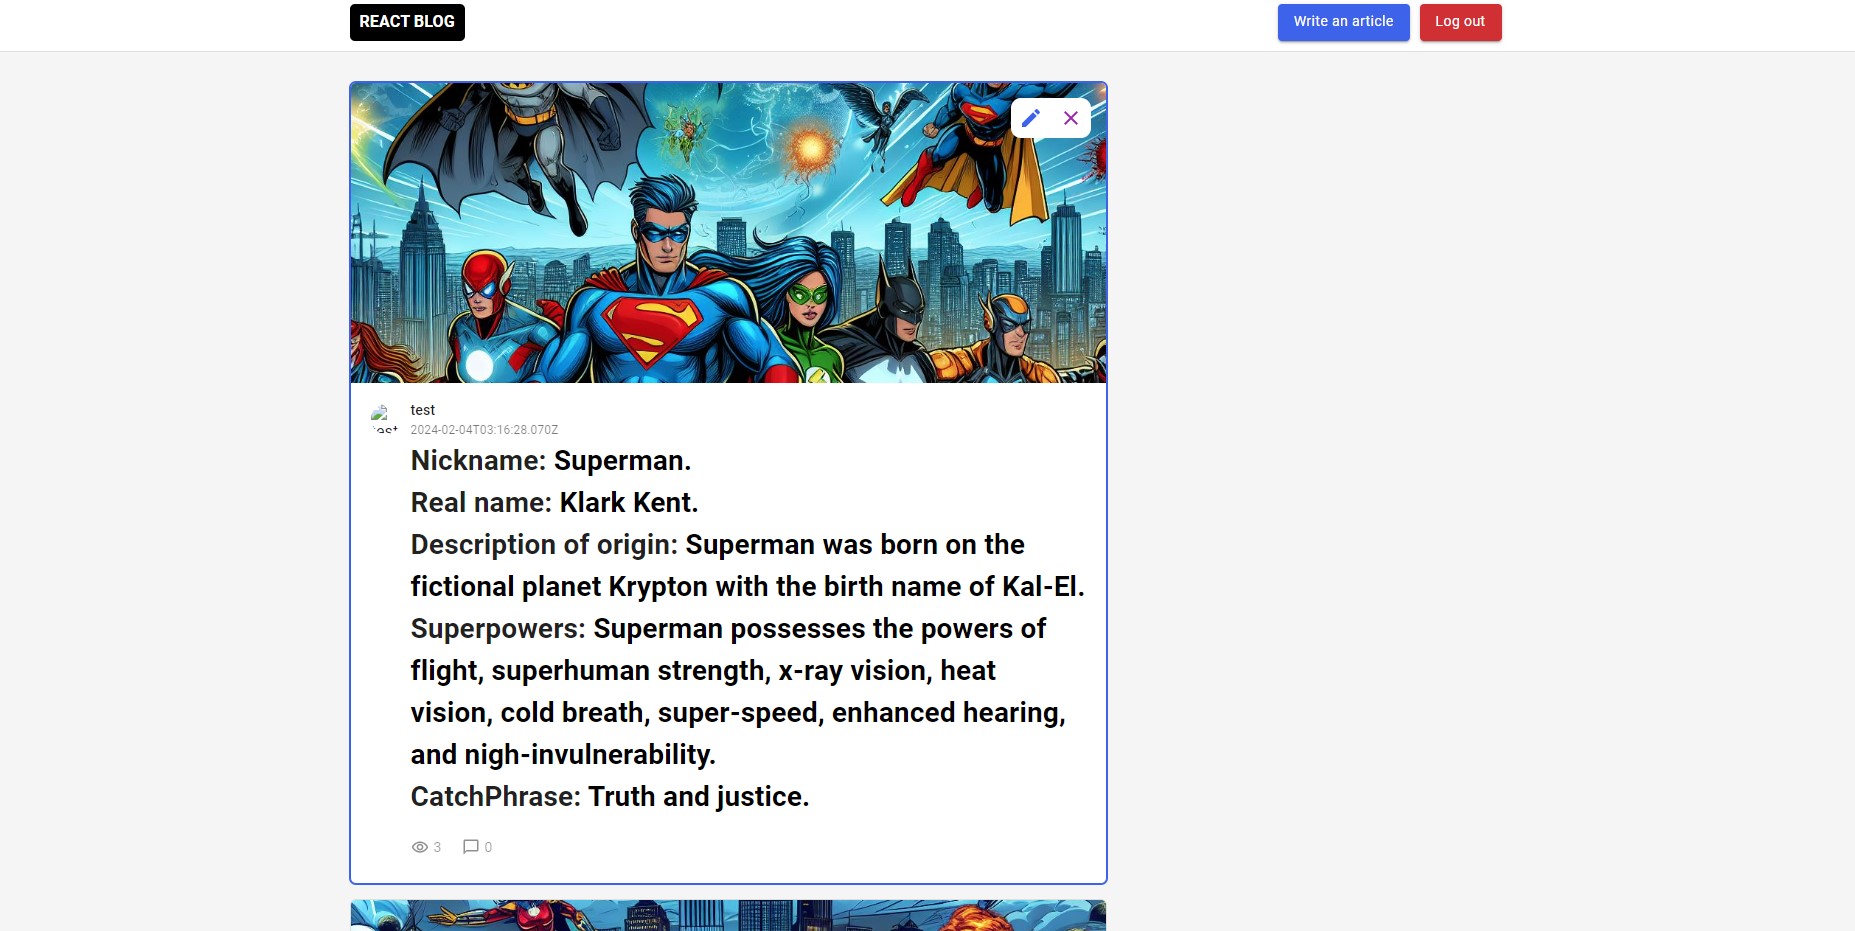 REACT BLOG
Write an article
Log out
test
2024-02-04T03:16:28.070Z
Nickname: Superman.
Real name: Klark Kent.
Description of origin: Superman was born on the
fictional planet Krypton with the birth name of Kal-El.
Superpowers: Superman possesses the powers of
flight, superhuman strength, x-ray vision, heat
vision, cold breath, super-speed, enhanced hearing,
and nigh-invulnerability.
CatchPhrase: Truth and justice.
3
0